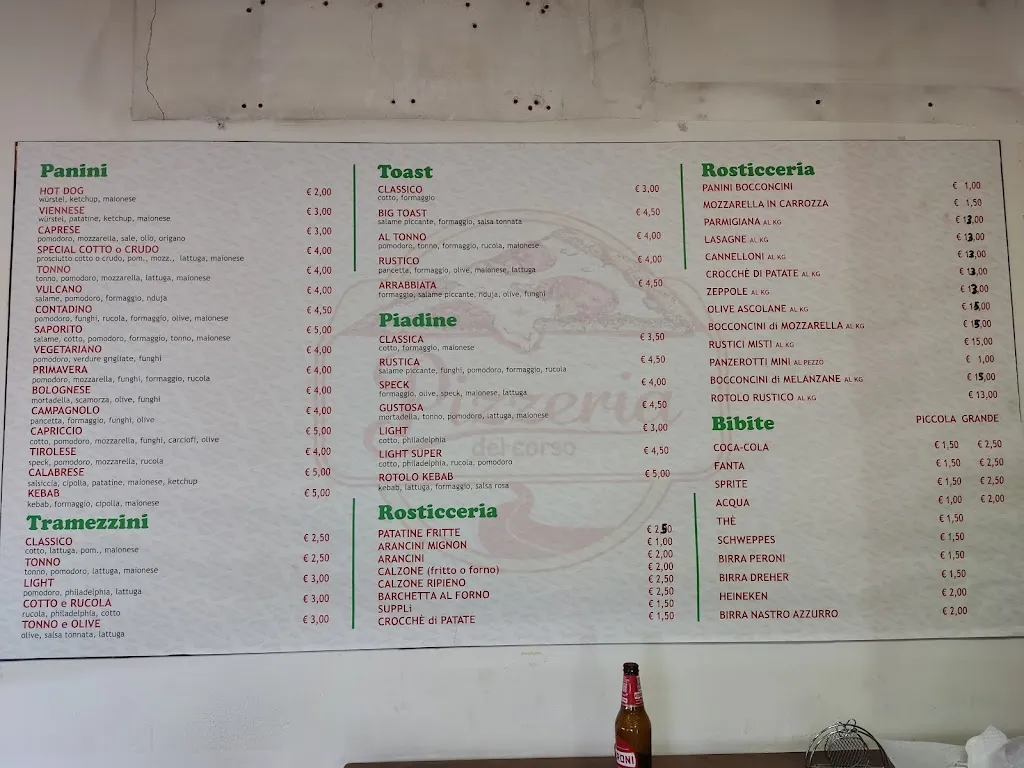 Panini
HOT DOG € 2,00
würstel, ketchup, maionese
VIENNESE € 3,00
würstel, patatine, ketchup, maionese
CAPRESE € 3,00
pomodoro, mozzarella, sale, olio, origano
SPECIAL COTTO o CRUDO € 4,00
prosciutto cotto o crudo, pom., mozz., lattuga, maionese
TONNO € 4,00
tonno, pomodoro, mozzarella, lattuga, maionese
VULCANO € 4,00
salame, pomodoro, formaggio, nduja
CONTADINO € 4,50
pomodoro, funghi, rucola, formaggio, olive, maionese
SAPORITO € 5,00
salame, cotto, pomodoro, formaggio, tonno, maionese
VEGETARIANO € 4,00
pomodoro, verdure grigliate, funghi
PRIMAVERA € 4,00
pomodoro, mozzarella, funghi, formaggio, rucola
BOLOGNESE € 4,00
mortadella, scamorza, olive, funghi
CAMPAGNOLO € 4,00
pancetta, formaggio, funghi, olive
CAPRICCIO € 5,00
cotto, pomodoro, mozzarella, funghi, carciofi, olive
TIROLESE € 4,00
speck, pomodoro, mozzarella, rucola
CALABRESE € 5,00
salsiccia, cipolla, patatine, maionese, ketchup
KEBAB € 5,00
kebab, formaggio, cipolla, maionese
Tramezzini
CLASSICO € 2,50
cotto, lattuga, pom., maionese
TONNO € 2,50
tonno, pomodoro, lattuga, maionese
LIGHT € 3,00
pomodoro, philadelphia, lattuga
COTTO e RUCOLA € 3,00
rucola, philadelphia, cotto
TONNO e OLIVE € 3,00
olive, salsa tonnata, lattuga
Toast
CLASSICO € 3,00
cotto, formaggio
BIG TOAST € 4,50
salame piccante, formaggio, salsa tonnata
AL TONNO € 4,00
pomodoro, tonno, formaggio, rucola, maionese
RUSTICO € 4,00
pancetta, formaggio, olive, maionese, lattuga
ARRABBIATA € 4,50
formaggio, salame piccante, nduja, olive, funghi
Piadine
CLASSICA € 3,50
cotto, formaggio, maionese
RUSTICA € 4,50
salame piccante, funghi, pomodoro, formaggio, rucola
SPECK € 4,00
formaggio, olive, speck, maionese, lattuga
GUSTOSA € 4,50
mortadella, tonno, pomodoro, lattuga, maionese
LIGHT € 3,00
cotto, philadelphia
LIGHT SUPER € 4,50
cotto, philadelphia, rucola, pomodoro
ROTOLO KEBAB € 5,00
kebab, lattuga, formaggio, salsa rosa
Pizzeria
del corso
Rosticceria
PATATINE FRITTE € 2,50
ARANCINI MIGNON € 1,00
ARANCINI € 2,00
CALZONE (fritto o forno) € 2,00
CALZONE RIPIENO € 2,50
BARCHETTA AL FORNO € 2,50
SUPPLì € 1,50
CROCCHÈ di PATATE € 1,50
Rosticceria
PANINI BOCCONCINI € 1,00
MOZZARELLA IN CARROZZA € 1,50
PARMIGIANA AL KG € 13,00
LASAGNE AL KG € 13,00
CANNELLONI AL KG € 13,00
CROCCHÈ DI PATATE AL KG € 13,00
ZEPPOLE AL KG € 13,00
OLIVE ASCOLANE AL KG € 15,00
BOCCONCINI di MOZZARELLA AL KG € 15,00
RUSTICI MISTI AL KG € 15,00
PANZEROTTI MINI AL PEZZO € 1,00
BOCCONCINI di MELANZANE AL KG € 15,00
ROTOLO RUSTICO AL KG € 13,00
Bibite PICCOLA GRANDE
COCA-COLA € 1,50 € 2,50
FANTA € 1,50 € 2,50
SPRITE € 1,50 € 2,50
ACQUA € 1,00 € 2,00
THÈ € 1,50
SCHWEPPES € 1,50
BIRRA PERONI € 1,50
BIRRA DREHER € 1,50
HEINEKEN € 2,00
BIRRA NASTRO AZZURRO € 2,00
RONI